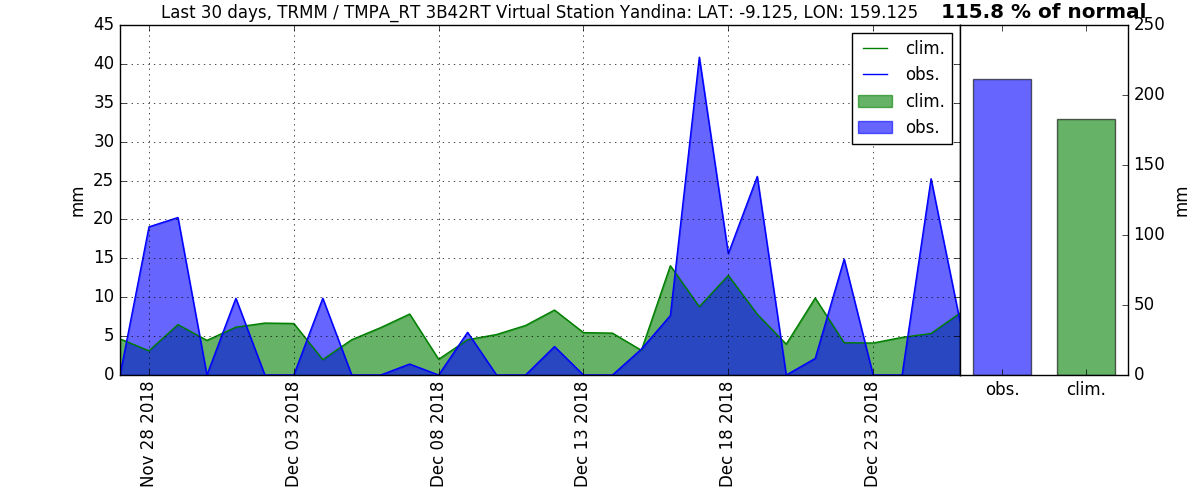 Last 30 days, TRMM / TMPA_RT 3B42RT Virtual Station Yandina: LAT: -9.125, LON: 159.125
115.8 % of normal
45
40
35
30
25
20
15
10
5
0
mm
clim.
obs.
clim.
obs.
Nov 28 2018
Dec 03 2018
Dec 08 2018
Dec 13 2018
Dec 18 2018
Dec 23 2018
250
200
150
100
50
0
mm
obs.
clim.